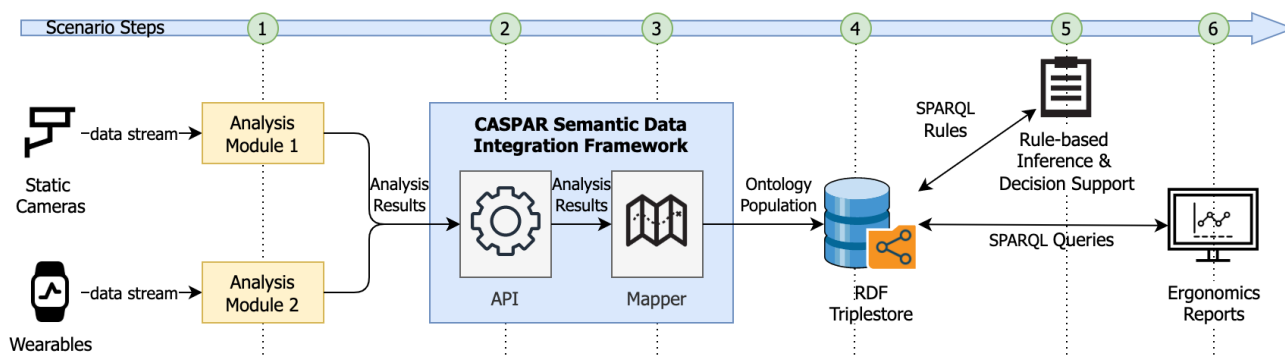 Scenario Steps
1
2
3
4
5
6
data stream
Analysis
Module 1
Static
Cameras
data stream
Analysis
Module 2
Wearables
Analysis
Results
CASPAR Semantic Data
Integration Framework
API
Analysis
Results
Mapper
Ontology
Population
RDF
Triplestore
SPARQL
Rules
Rule-based
Inference &
Decision Support
SPARQL Queries
Ergonomics
Reports